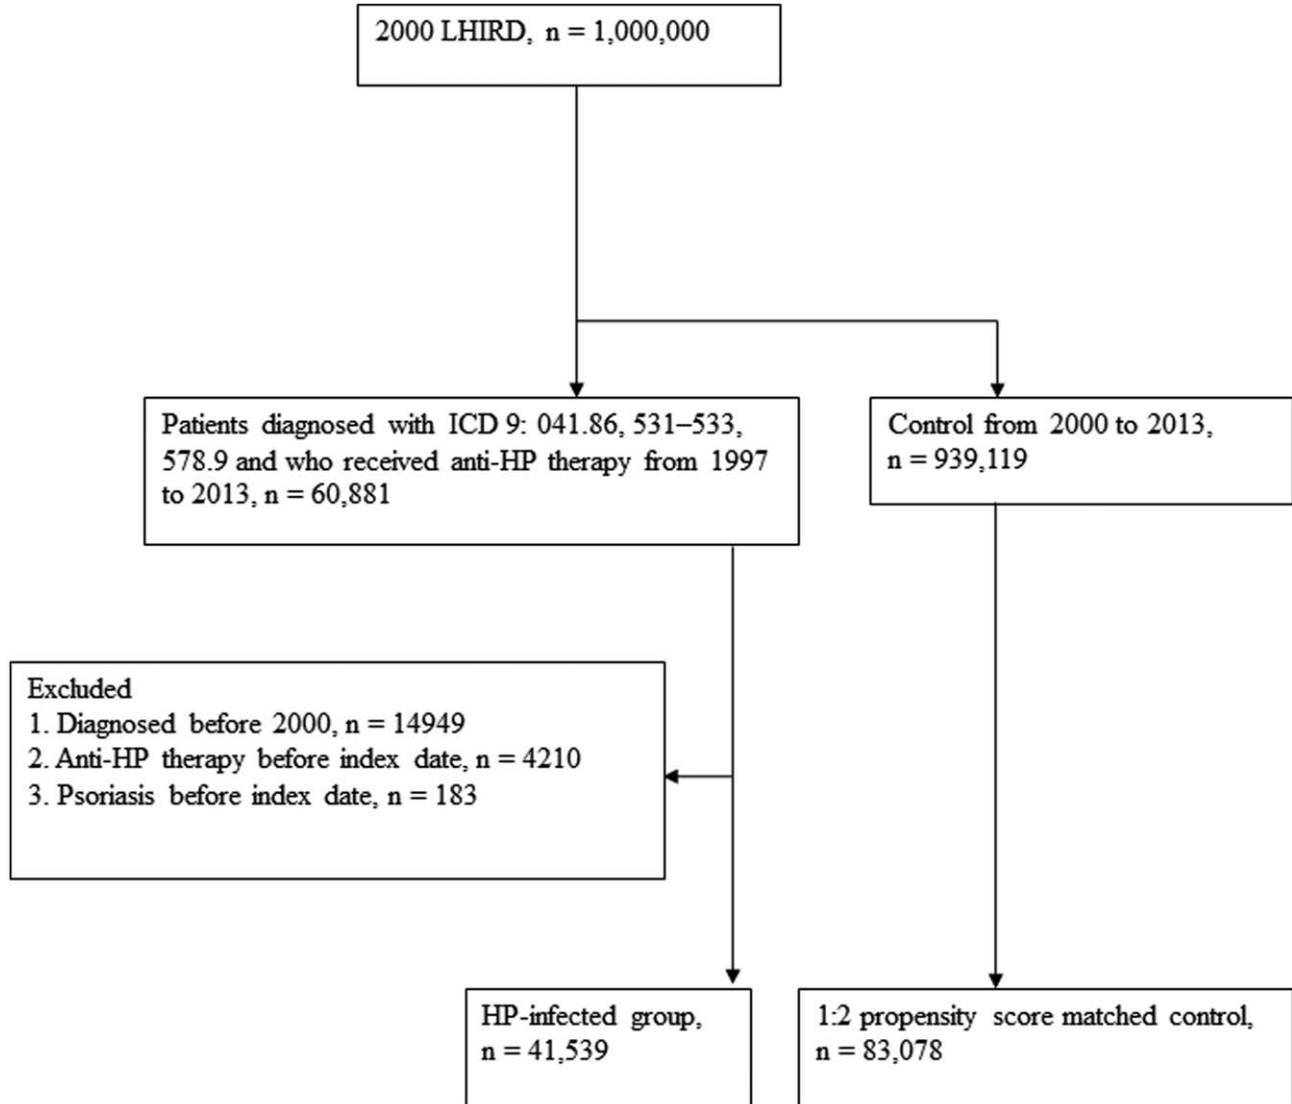 2000 LHIRD, n = 1,000,000
Patients diagnosed with ICD 9: 041.86, 531–533,
578.9 and who received anti-HP therapy from 1997
to 2013, n = 60,881
Control from 2000 to 2013,
n = 939,119
Excluded
1. Diagnosed before 2000, n = 14949
2. Anti-HP therapy before index date, n = 4210
3. Psoriasis before index date, n = 183
HP-infected group,
n = 41,539
1:2 propensity score matched control,
n = 83,078